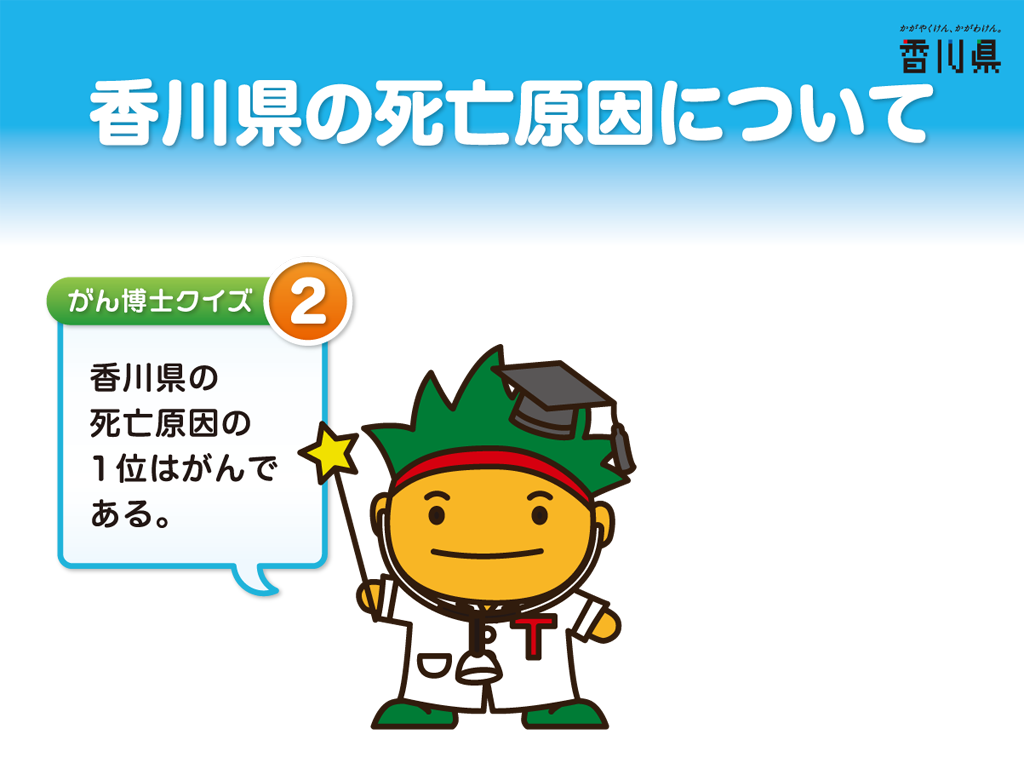 かがやくけん、かがわけん。
香川県
香川県の死亡原因について
がん博士クイズ 2
香川県の
死亡原因の
1位はがんで
ある。
T